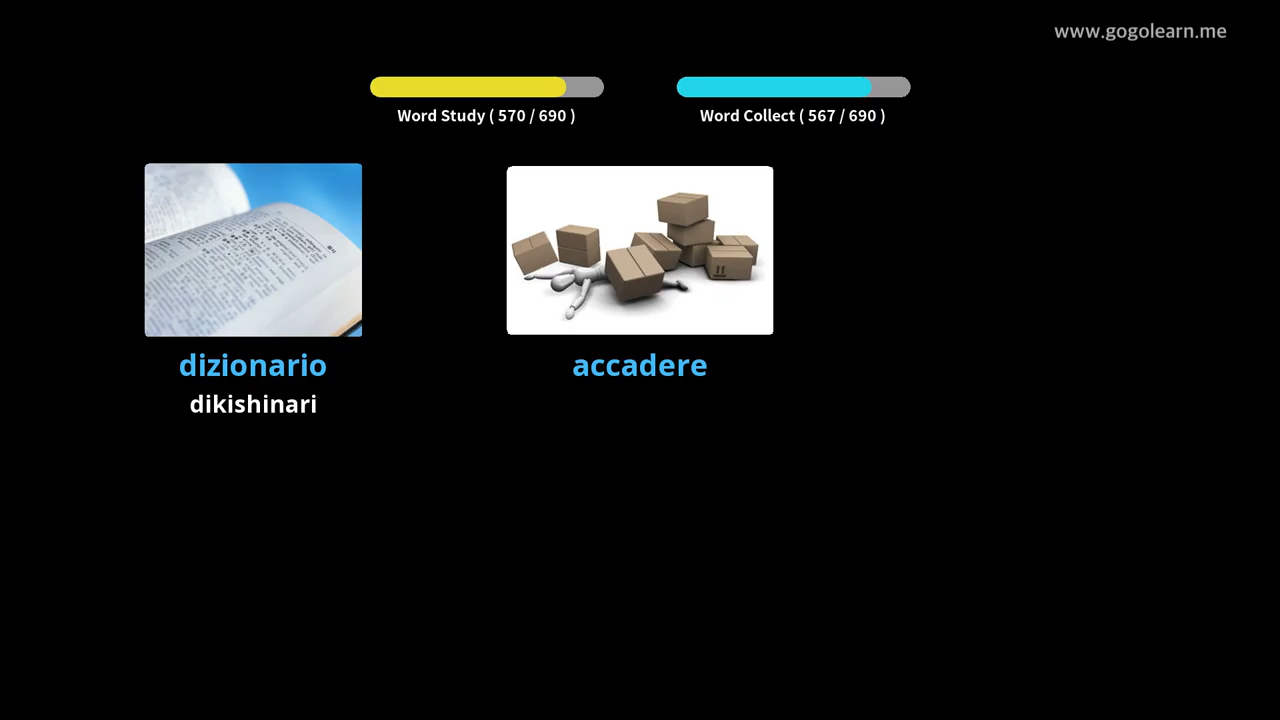 www.gogolearn.me
Word Study ( 570 / 690 )
Word Collect ( 567 / 690 )
dizionario
accadere
dikishinari